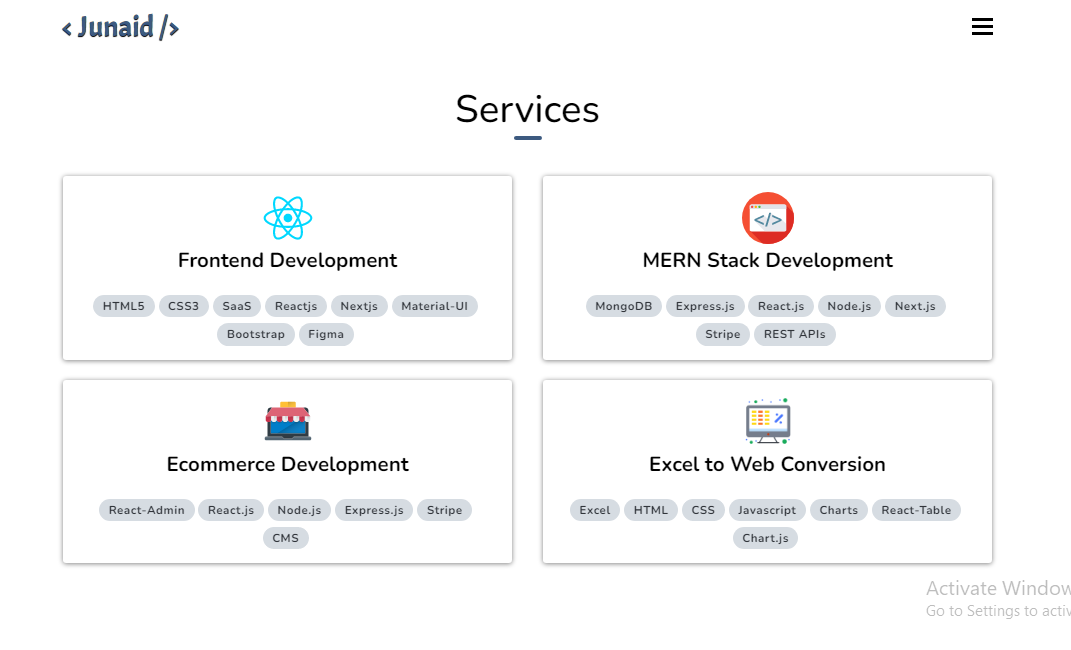 < Junaid />
Services
Frontend Development
HTML5 CSS3 SaaS Reactjs Nextjs Material-UI
Bootstrap Figma
MERN Stack Development
MongoDB Express.js React.js Node.js Next.js
Stripe REST APIs
Ecommerce Development
React-Admin React.js Node.js Express.js Stripe
CMS
Excel to Web Conversion
Excel HTML CSS Javascript Charts React-Table
Chart.js
Activate Window
Go to Settings to activ